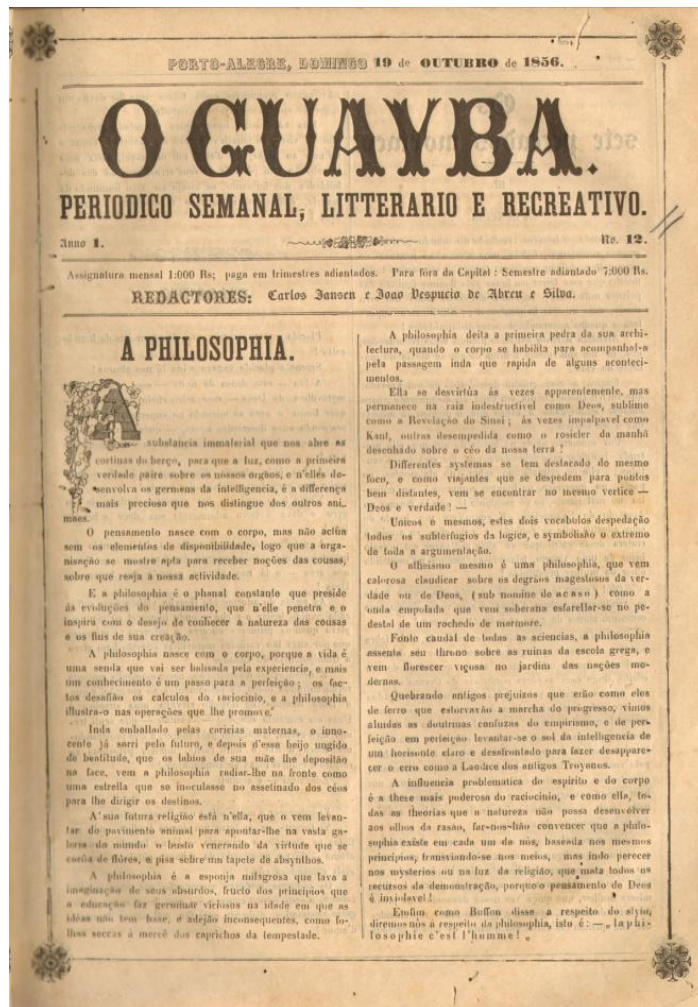 PORTO-ALEGRE, DOMINGO 19 de OUTUBRO de 1856.
O GUAYBA.
PERIODICO SEMANAL, LITTERARIO E RECREATIVO.
Anno 1.
No. 12.
Assignatura mensal 1:000 Rs; paga em trimestres adiantados. Para fóra da Capital: Semestre adiantado 7:000 Rs.
REDACTORES: Carlos Jansen e Joao Vespucio de Abreu e Silva.
A PHILOSOPHIA.
A substancia immaterial que nos abre as
cortinas do berço, para que a luz, como a primeira
verdade paire sobre os nossos orgãos, e n'elles de-
senvolva os germens da intelligencia, é a differença
mais preciosa que nos distingue dos outros ani-
maes.
O pensamento nasce com o corpo, mas não actúa
sem os elementos de disponibilidade, logo que a orga-
nisação se mostre apta para receber noções das cousas,
sobre que reaja a nossa actividade.
E a philosophia é o phanal constante que preside
ás evoluções do pensamento, que n'elle penetra e o
inspira com o desejo de conhecer à natureza das cousas
e os fins de sua creação.
A philosophia nasce com o corpo, porque a vida é
uma senda que vai ser balisada pela experiencia, e mais
um conhecimento é um passo para a perfeição; os fac-
tos desafião os calculos do raciocinio, e a philosophia
illustra-o nas operações que lhe promove.
Inda emballado pelas caricias maternas, o inno-
cente já sorri pelo futuro, e depois d'esse beijo ungido
de beatitude, que os labios de sua mãe lhe depositão
na face, vem a philosophia radiar-lhe na fronte como
uma estrella que se inoculasse no assetinado dos céos
para lhe dirigir os destinos.
A' sua futura religião está n'ella, que o vem levan-
tar do pavimento animal para apontar-lhe na vasta ga-
leria do mundo o busto venerando da virtude que se
corôa de flôres, e pisa sobre um tapete de absynthos.
A philosophia é a esponja milagrosa que lava a
imaginação de seus absurdos, fructo dos principios que
a educação faz germinar viciosos na idade em que as
idéas não tem base, e adejão inconsequentes, como fo-
lhas seccas á mercê dos caprichos da tempestade.
A philosophia deita a primeira pedra da sua archi-
tectura, quando o corpo se habilita para acompanhal-a
pela passagem inda que rapida de alguns aconteci-
mentos.
Ella se desvirtúa ás vezes apparentemente, mas
permanece na raiz indestructivel como Deos, sublime
como a Revelação do Sinai; ás vezes impalpavel como
Kant, outras desempedida como o rosicler da manhã
desenhado sobre o céo da nossa terra!
Differentes systemas se tem destacado do mesmo
foco, e como viajantes que se despedem para pontos
bem distantes, vem se encontrar no mesmo vertice —
Deos e verdade! —
Unicos e mesmos, estes dois vocabulos despedação
todos os subterfugios da logica, e symbolisão o extremo
de toda a argumentação.
O atheismo mesmo é uma philosophia, que vem
calorosa claudicar sobre os degráos magestosos da ver-
dade ou de Deos, (sub nomine de acaso) como a
onda empolada que vem soberana esfarellar-se no pe-
destal de um rochedo de marmore.
Fonte caudal de todas as sciencias, a philosophia
assenta seu throno sobre as ruinas da escola grega, e
vem florescer viçosa no jardim das nações mo-
dernas.
Quebrando antigos prejuizos que erão como elos
de ferro que estorvavão a marcha do progresso, vimos
aluidas as doutrinas confuzas do empirismo, e de per-
feição em perfeição levantar-se o sol da intelligencia de
um horisonte claro e desafrontado para fazer desappare-
cer o erro como a Laodice dos antigos Troyanos.
A influencia problematica do espirito e do corpo
é a these mais poderosa do raciocinio, e como ella, to-
das as theorias que a natureza não possa desenvolver
aos olhos da rasão, far-nos-hão convencer que a philo-
sophia existe em cada um de nós, baseada nos mesmos
principios, transviando-se nos meios, mas indo perecer
nos mysterios ou na luz da religião, que mata todos os
recursos da demonstração, porque o pensamento de Deos
é inviolavel!
Emfim como Buffon disse a respeito do stylo,
diremos nós a respeito da philosophia, isto é: — „la phi-
losophie c'est l'homme! „